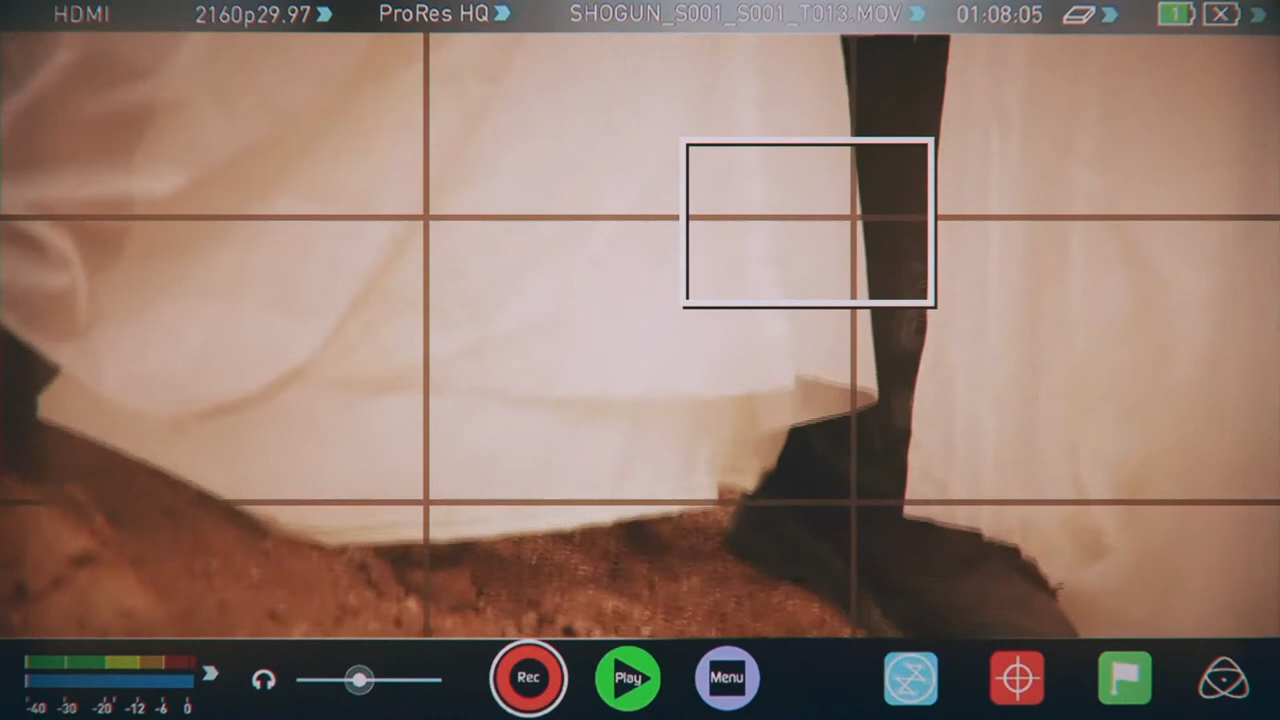 HDMI 2160p29.97 ProRes HQ SHOGUN_S001_S001_T013.MOV 01:08:05 1
Rec Play Menu
-40 -30 -20 -12 -6 0